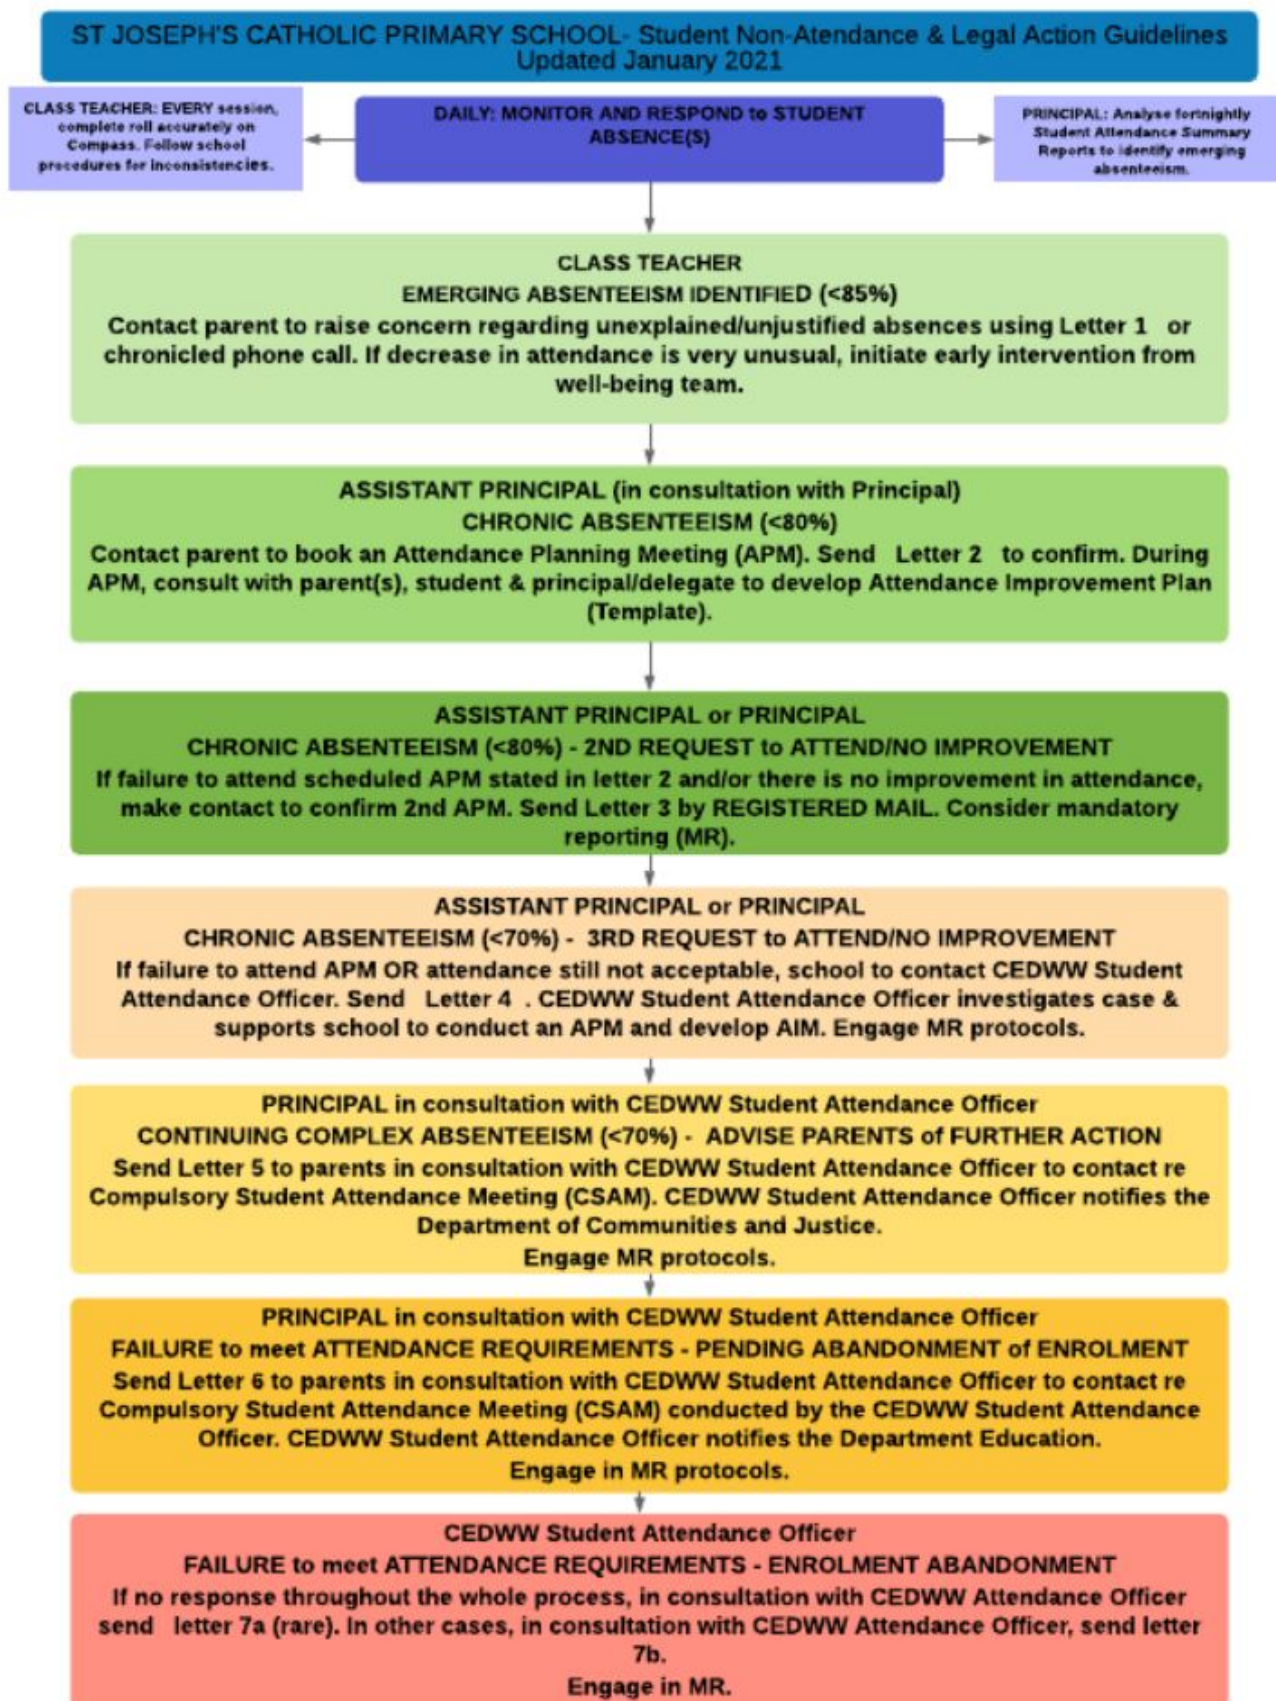 ST JOSEPH'S CATHOLIC PRIMARY SCHOOL- Student Non-Atendance & Legal Action Guidelines
Updated January 2021
CLASS TEACHER: EVERY session,
complete roll accurately on
Compass. Follow school
procedures for inconsistencies.
DAILY: MONITOR AND RESPOND to STUDENT
ABSENCE(S)
PRINCIPAL: Analyse fortnightly
Student Attendance Summary
Reports to identify emerging
absenteeism.
CLASS TEACHER
EMERGING ABSENTEEISM IDENTIFIED (<85%)
Contact parent to raise concern regarding unexplained/unjustified absences using Letter 1 or
chronicled phone call. If decrease in attendance is very unusual, initiate early intervention from
well-being team.
ASSISTANT PRINCIPAL (in consultation with Principal)
CHRONIC ABSENTEEISM (<80%)
Contact parent to book an Attendance Planning Meeting (APM). Send Letter 2 to confirm. During
APM, consult with parent(s), student & principal/delegate to develop Attendance Improvement Plan
(Template).
ASSISTANT PRINCIPAL or PRINCIPAL
CHRONIC ABSENTEEISM (<80%) - 2ND REQUEST to ATTEND/NO IMPROVEMENT
If failure to attend scheduled APM stated in letter 2 and/or there is no improvement in attendance,
make contact to confirm 2nd APM. Send Letter 3 by REGISTERED MAIL. Consider mandatory
reporting (MR).
ASSISTANT PRINCIPAL or PRINCIPAL
CHRONIC ABSENTEEISM (<70%) - 3RD REQUEST to ATTEND/NO IMPROVEMENT
If failure to attend APM OR attendance still not acceptable, school to contact CEDWW Student
Attendance Officer. Send Letter 4 . CEDWW Student Attendance Officer investigates case &
supports school to conduct an APM and develop AIM. Engage MR protocols.
PRINCIPAL in consultation with CEDWW Student Attendance Officer
CONTINUING COMPLEX ABSENTEEISM (<70%) - ADVISE PARENTS of FURTHER ACTION
Send Letter 5 to parents in consultation with CEDWW Student Attendance Officer to contact re
Compulsory Student Attendance Meeting (CSAM). CEDWW Student Attendance Officer notifies the
Department of Communities and Justice.
Engage MR protocols.
PRINCIPAL in consultation with CEDWW Student Attendance Officer
FAILURE to meet ATTENDANCE REQUIREMENTS - PENDING ABANDONMENT of ENROLMENT
Send Letter 6 to parents in consultation with CEDWW Student Attendance Officer to contact re
Compulsory Student Attendance Meeting (CSAM) conducted by the CEDWW Student Attendance
Officer. CEDWW Student Attendance Officer notifies the Department Education.
Engage in MR protocols.
CEDWW Student Attendance Officer
FAILURE to meet ATTENDANCE REQUIREMENTS - ENROLMENT ABANDONMENT
If no response throughout the whole process, in consultation with CEDWW Attendance Officer
send letter 7a (rare). In other cases, in consultation with CEDWW Attendance Officer, send letter
7b.
Engage in MR.